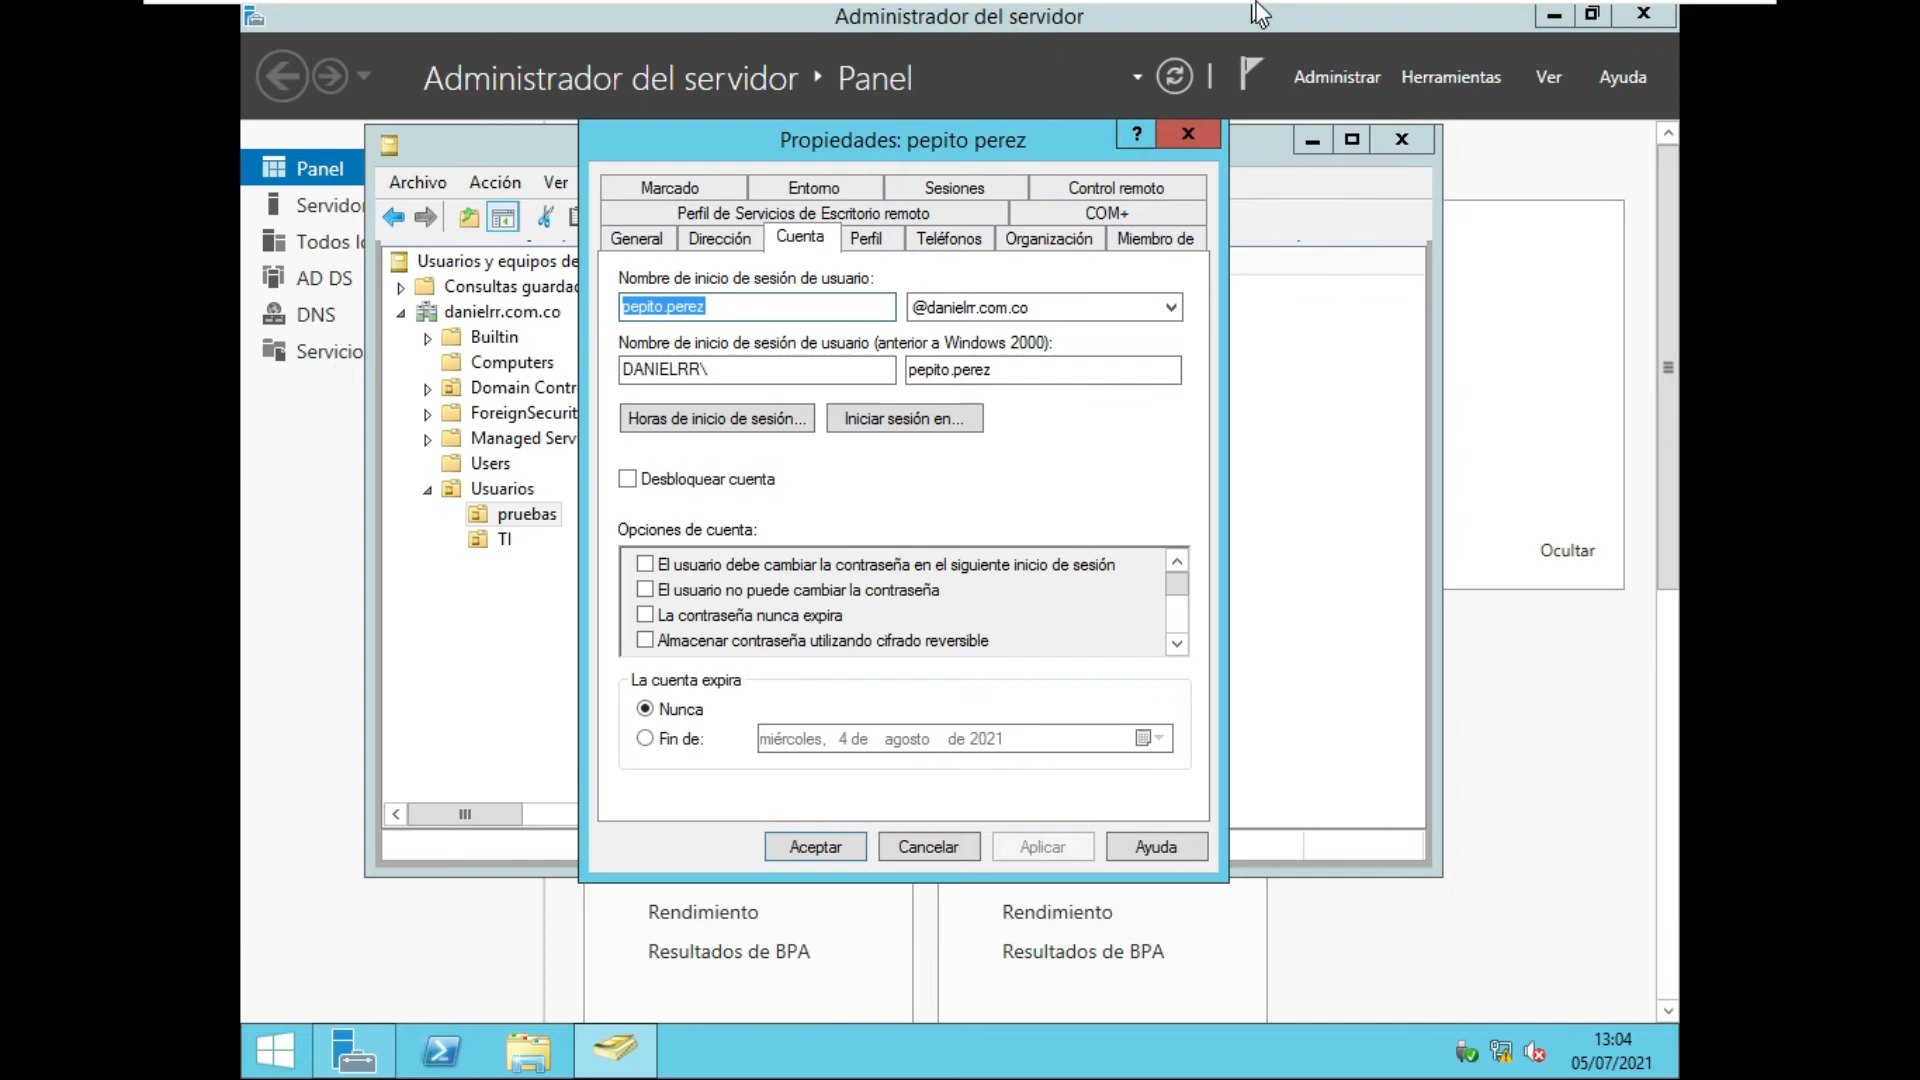 Administrador del servidor
Administrador del servidor ‣ Panel
Administrar Herramientas Ver Ayuda
Panel
Todos
AD DS
DNS
Archivo Acción Ver
Usuarios y equipos de
Consultas
danielrr.com.co
Builtin
Computers
Domain
Managed
Users
Usuarios
pruebas
TI
Propiedades: pepito perez
Marcado Entorno Sesiones Control remoto
Perfil de Servicios de Escritorio remoto COM+
General Dirección Cuenta Perfil Teléfonos Organización Miembro de
Nombre de inicio de sesión de usuario:
pepito.perez @danielrr.com.co
Nombre de inicio de sesión de usuario (anterior a Windows 2000):
DANIELRR\ pepito.perez
Horas de inicio de sesión... Iniciar sesión en...
Desbloquear cuenta
Opciones de cuenta:
El usuario debe cambiar la contraseña en el siguiente inicio de sesión
El usuario no puede cambiar la contraseña
La contraseña nunca expira
Almacenar contraseña utilizando cifrado reversible
La cuenta expira
Nunca
Fin de: miércoles, 4 de agosto de 2021
Aceptar Cancelar Aplicar Ayuda
Ocultar
Rendimiento Rendimiento
Resultados de BPA Resultados de BPA
13:04
05/07/2021